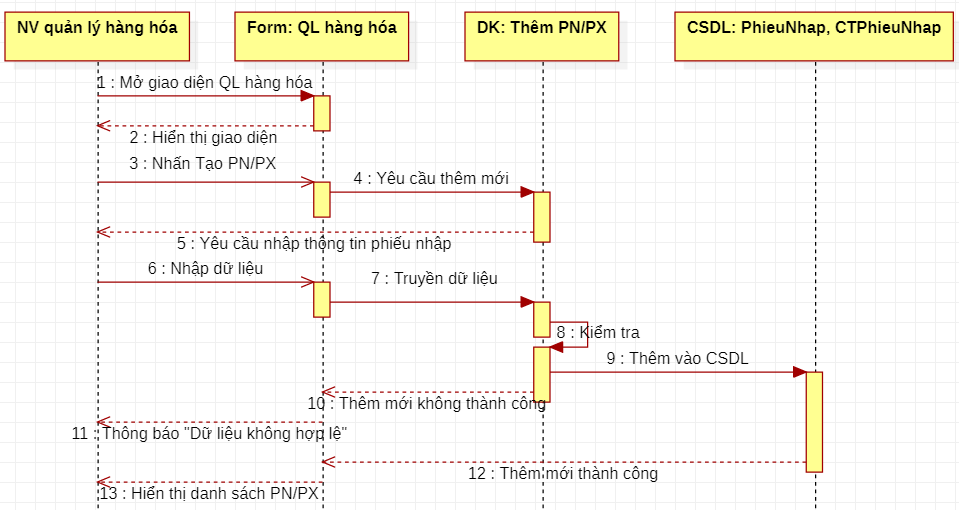 NV quản lý hàng hóa
Form: QL hàng hóa
DK: Thêm PN/PX
CSDL: PhieuNhap, CTPhieuNhap
1 : Mở giao diện QL hàng hóa
2 : Hiển thị giao diện
3 : Nhấn Tạo PN/PX
4 : Yêu cầu thêm mới
5 : Yêu cầu nhập thông tin phiếu nhập
6 : Nhập dữ liệu
7 : Truyền dữ liệu
8 : Kiểm tra
9 : Thêm vào CSDL
10 : Thêm mới không thành công
11 : Thông báo "Dữ liệu không hợp lệ"
12 : Thêm mới thành công
13 : Hiển thị danh sách PN/PX